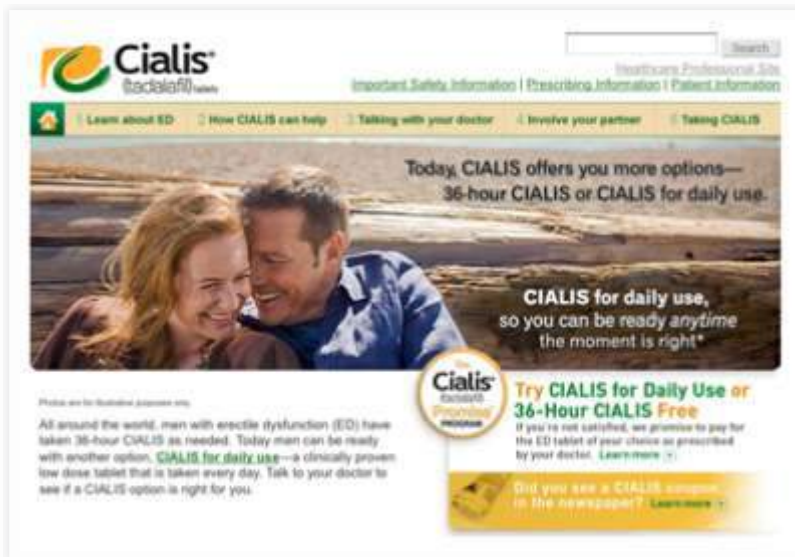 Cialis®
(tadalafil) tablets
Search
Healthcare Professional Site
Important Safety Information | Prescribing Information | Patient Information
1 Learn about ED 2 How CIALIS can help 3 Talking with your doctor 4 Involve your partner 5 Taking CIALIS
Today, CIALIS offers you more options—
36-hour CIALIS or CIALIS for daily use.
CIALIS for daily use,
so you can be ready anytime
the moment is right*
The
Cialis®
(tadalafil)
Promise™
PROGRAM
Try CIALIS for Daily Use or
36-Hour CIALIS Free
If you're not satisfied, we promise to pay for
the ED tablet of your choice as prescribed
by your doctor. Learn more
Photos are for illustrative purposes only.
All around the world, men with erectile dysfunction (ED) have
taken 36-hour CIALIS as needed. Today men can be ready
with another option, CIALIS for daily use—a clinically proven
low dose tablet that is taken every day. Talk to your doctor to
see if a CIALIS option is right for you.
Did you see a CIALIS coupon
in the newspaper? Learn more